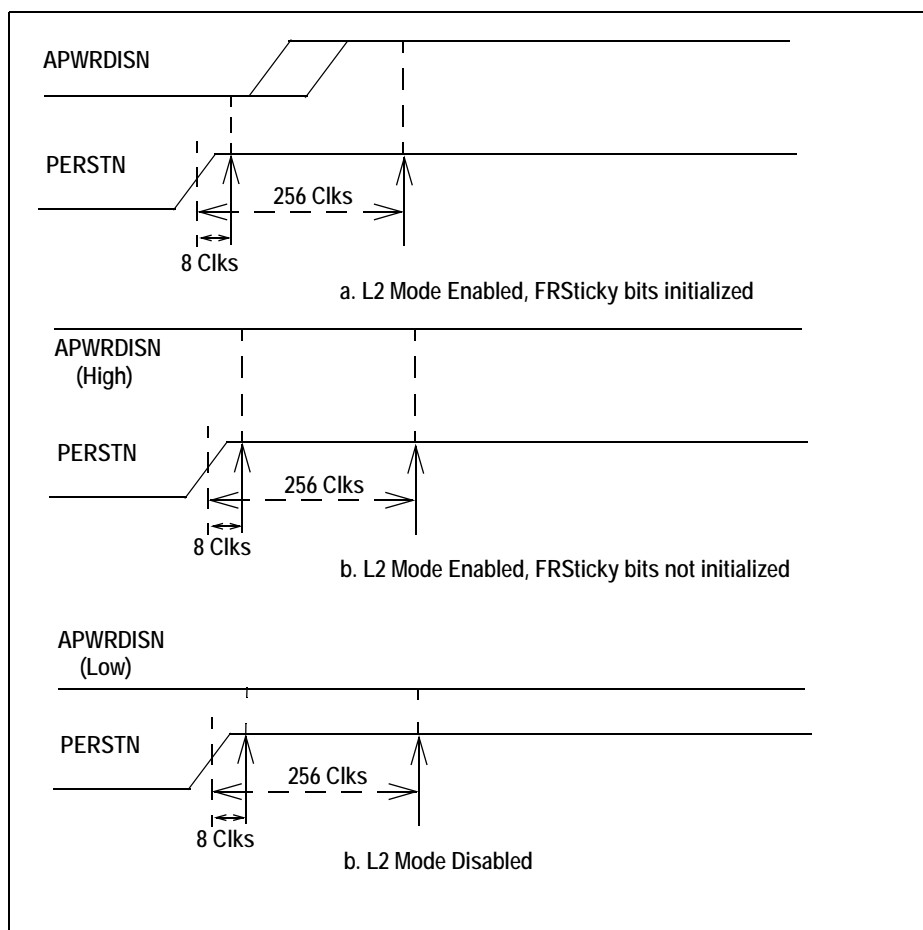 APWRDISN
PERSTN
256 Clks
8 Clks
a. L2 Mode Enabled, FRSticky bits initialized
APWRDISN
(High)
PERSTN
256 Clks
8 Clks
b. L2 Mode Enabled, FRSticky bits not initialized
APWRDISN
(Low)
PERSTN
256 Clks
8 Clks
b. L2 Mode Disabled